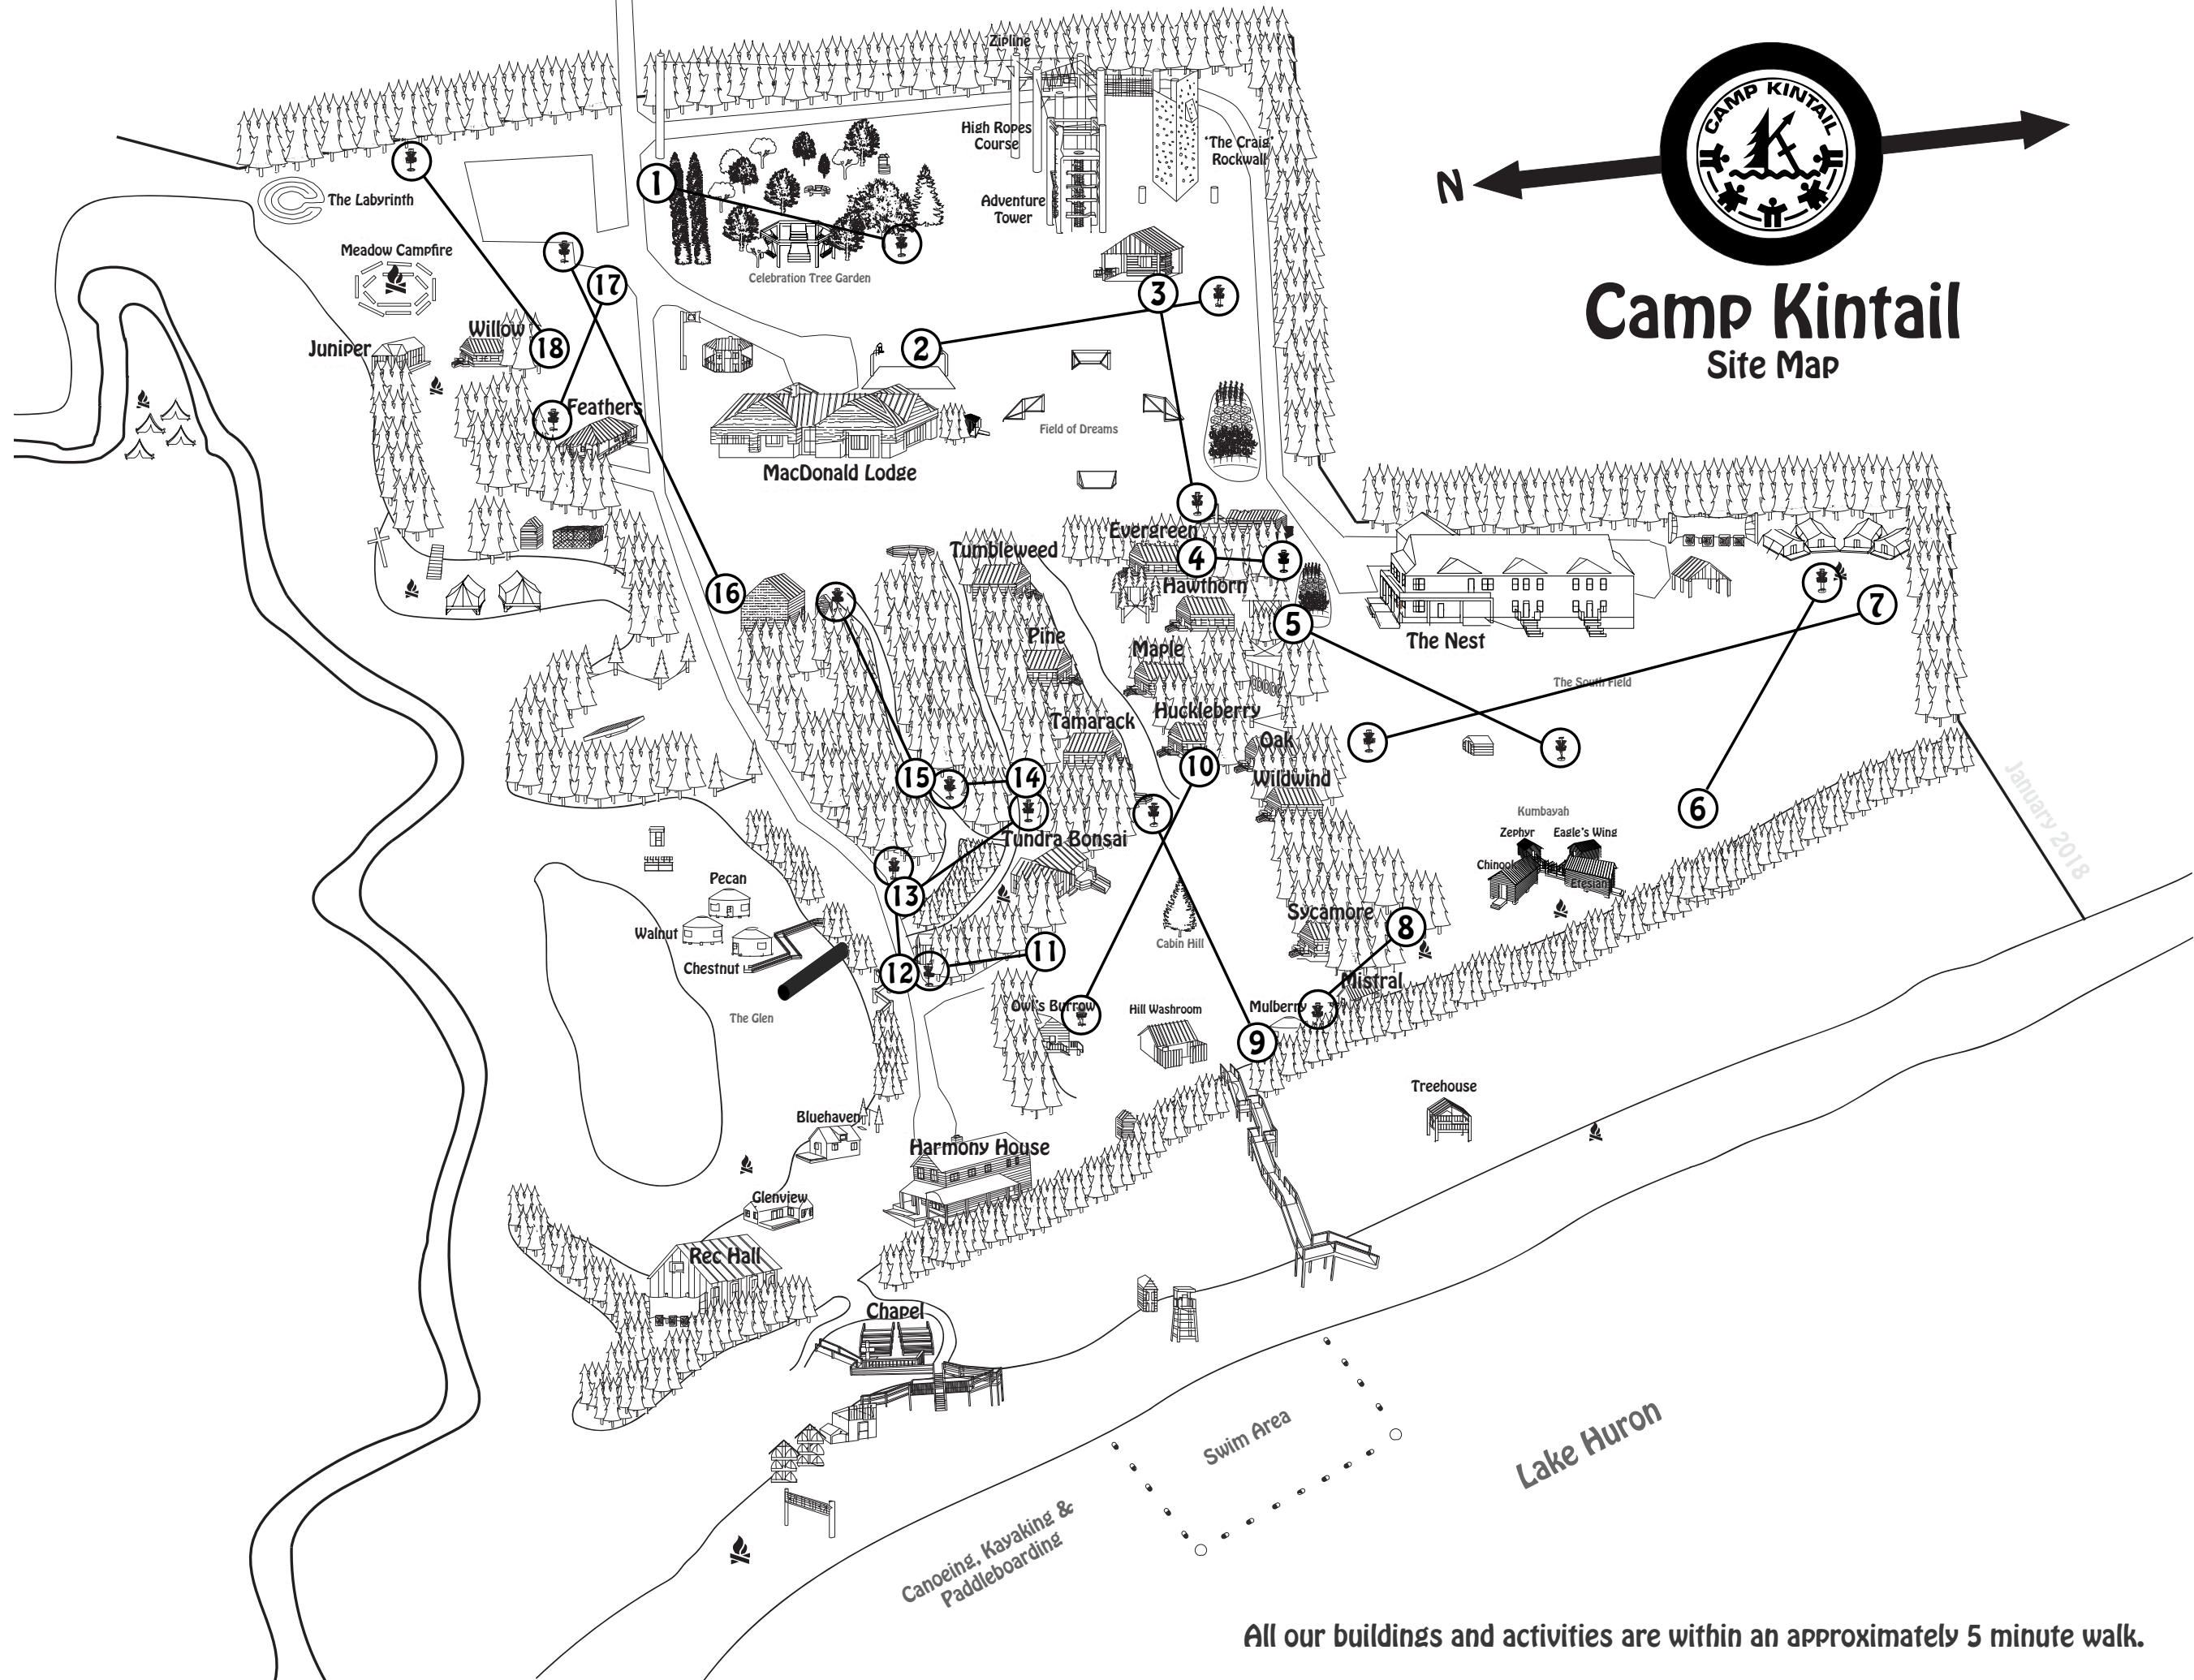 Zipline
High Ropes
Course
'The Craig'
Rockwall
Adventure
Tower
CAMP KINTAIL
N
Camp Kintail
Site Map
The Labyrinth
1
Celebration Tree Garden
Meadow Campfire
17
3
2
Willow
18
Juniper
Feathers
Field of Dreams
MacDonald Lodge
Evergreen
Tumbleweed
4
Hawthorn
16
7
5
Pine
The Nest
Maple
The South Field
Huckleberry
Tamarack
Oak
10
15
14
Wildwind
6
Kumbayah
Zephyr
Eagle's Wing
Chinook
Etesian
January 2018
Tundra Bonsai
Pecan
13
Sycamore
8
Walnut
Cabin Hill
Chestnut
12
11
Mistral
The Glen
Owl's Burrow
Hill Washroom
Mulberry
9
Treehouse
Bluehaven
Harmony House
Glenview
Rec Hall
Chapel
Swim Area
Lake Huron
Canoeing, Kayaking &
Paddleboarding
All our buildings and activities are within an approximately 5 minute walk.